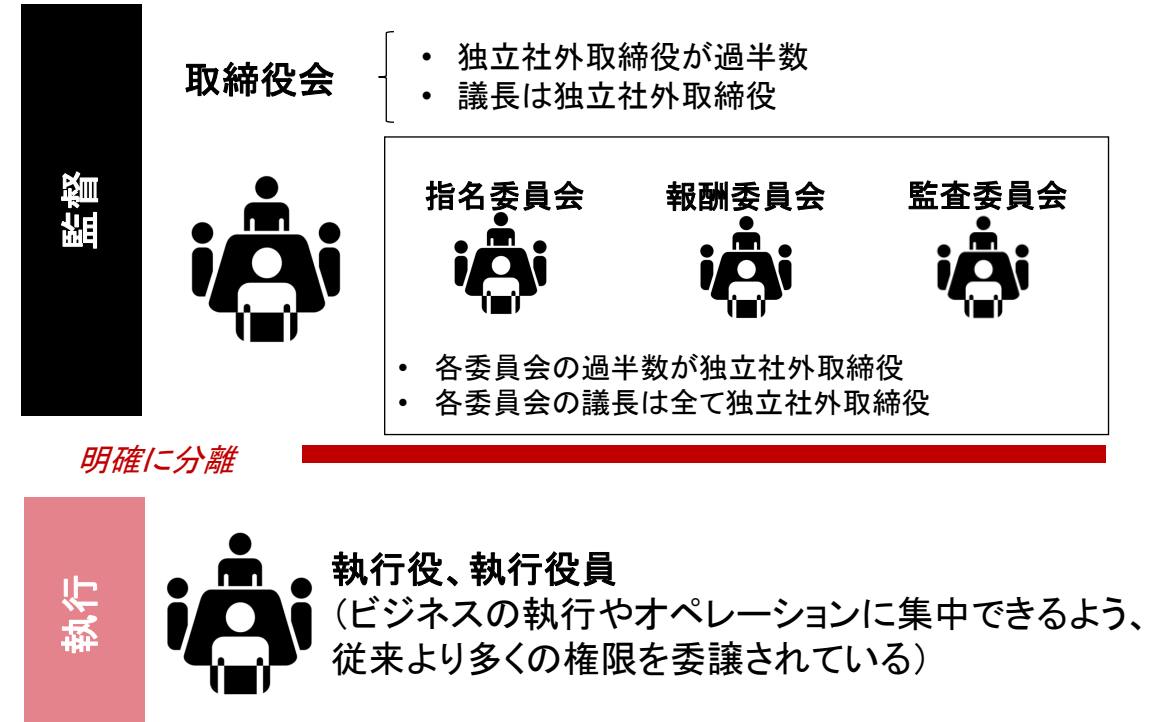 監督
取締役会
• 独立社外取締役が過半数
• 議長は独立社外取締役
指名委員会
報酬委員会
監査委員会
• 各委員会の過半数が独立社外取締役
• 各委員会の議長は全て独立社外取締役
明確に分離
執行
執行役、執行役員
（ビジネスの執行やオペレーションに集中できるよう、
従来より多くの権限を委譲されている）